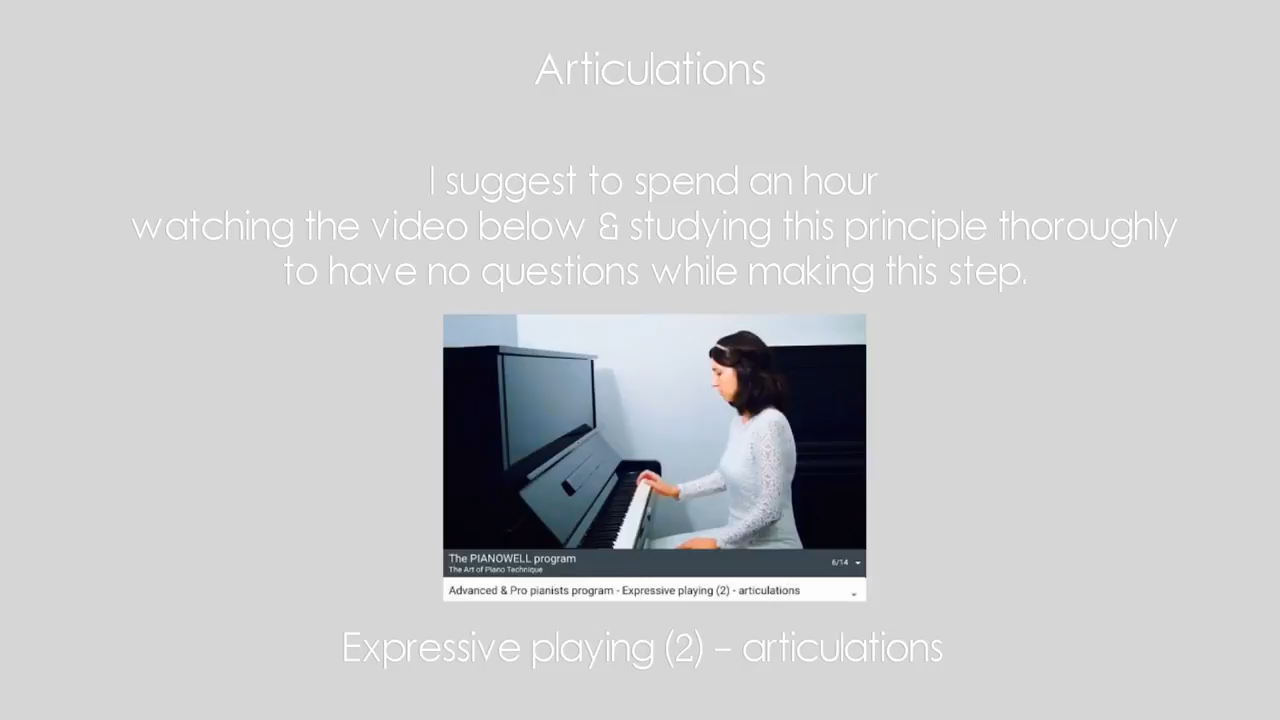 Articulations
I suggest to spend an hour
watching the video below & studying this principle thoroughly
to have no questions while making this step.
The PIANOWELL program
The Art of Piano Technique
6/14
Advanced & Pro pianists program - Expressive playing (2) - articulations
Expressive playing (2) – articulations